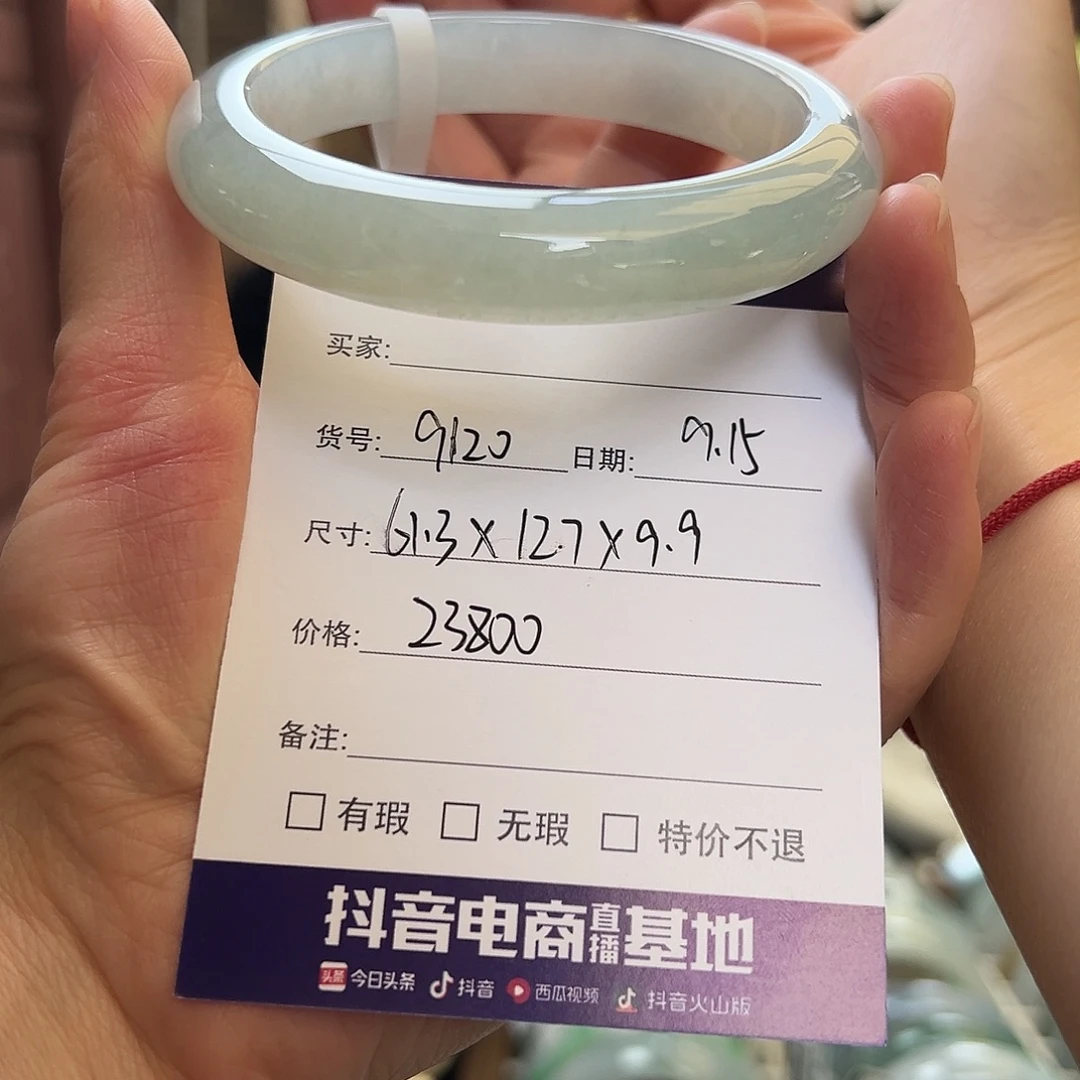 买家:
货号: 9120 日期: 9.15
尺寸: 61.3X12.7X9.9
价格: 23800
备注:
有瑕 无瑕 特价不退
抖音电商直播基地
头条 今日头条 抖音 西瓜视频 抖音火山版